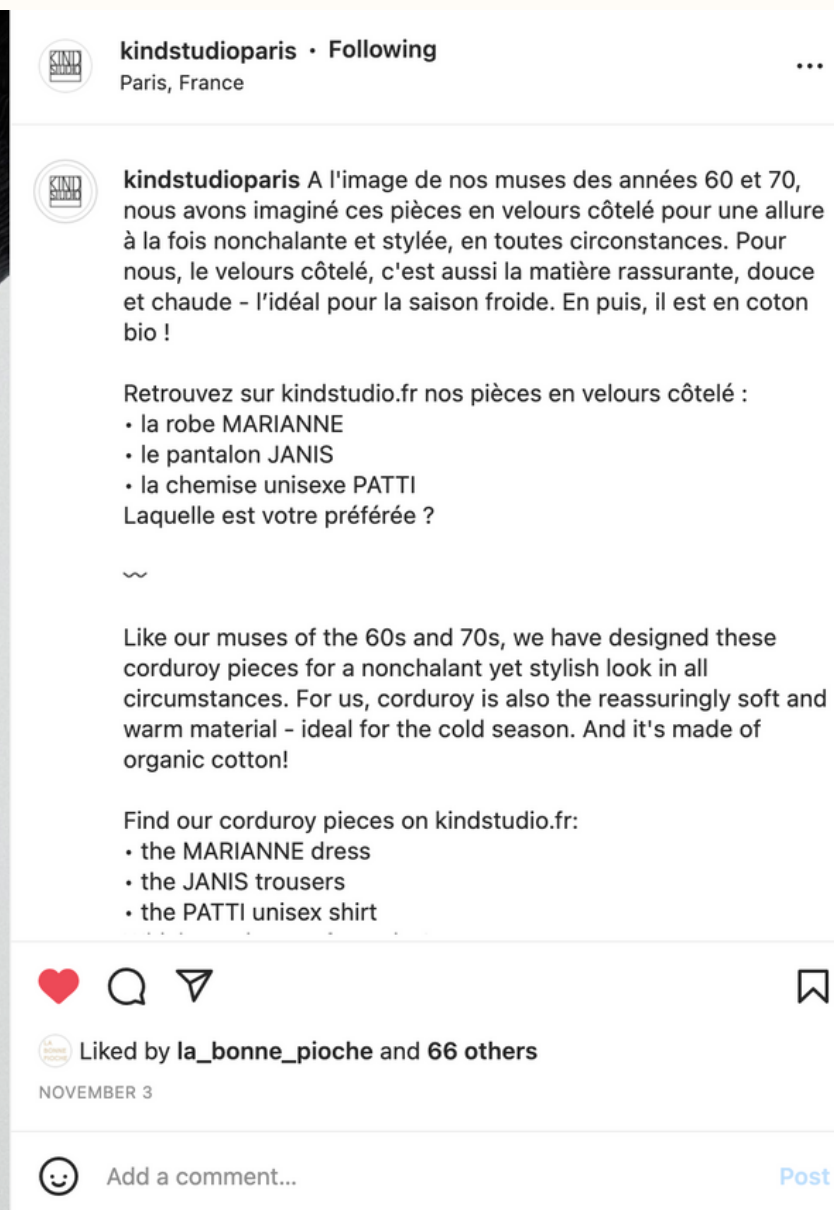 kindstudioparis • Following
Paris, France
KIND
STUDIO
KIND
STUDIO
kindstudioparis A l'image de nos muses des années 60 et 70,
nous avons imaginé ces pièces en velours côtelé pour une allure
à la fois nonchalante et stylée, en toutes circonstances. Pour
nous, le velours côtelé, c'est aussi la matière rassurante, douce
et chaude - l’idéal pour la saison froide. En puis, il est en coton
bio !
Retrouvez sur kindstudio.fr nos pièces en velours côtelé :
• la robe MARIANNE
• le pantalon JANIS
• la chemise unisexe PATTI
Laquelle est votre préférée ?
Like our muses of the 60s and 70s, we have designed these
corduroy pieces for a nonchalant yet stylish look in all
circumstances. For us, corduroy is also the reassuringly soft and
warm material - ideal for the cold season. And it's made of
organic cotton!
Find our corduroy pieces on kindstudio.fr:
• the MARIANNE dress
• the JANIS trousers
• the PATTI unisex shirt
LA
BONNE
PIOCHE
Liked by la_bonne_pioche and 66 others
NOVEMBER 3
Add a comment...
Post